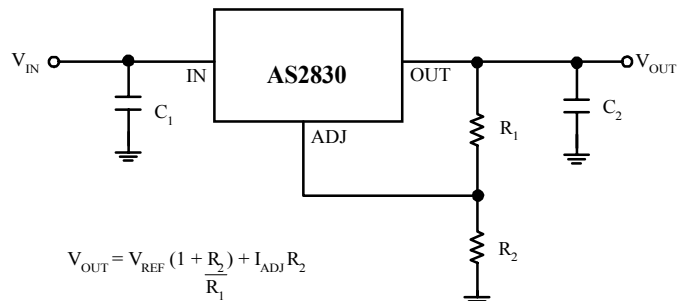 V_IN
IN
AS2830
OUT
V_OUT
C_1
ADJ
R_1
C_2
R_2
V_OUT = V_REF (1 + R_2) + I_ADJ R_2
R_1